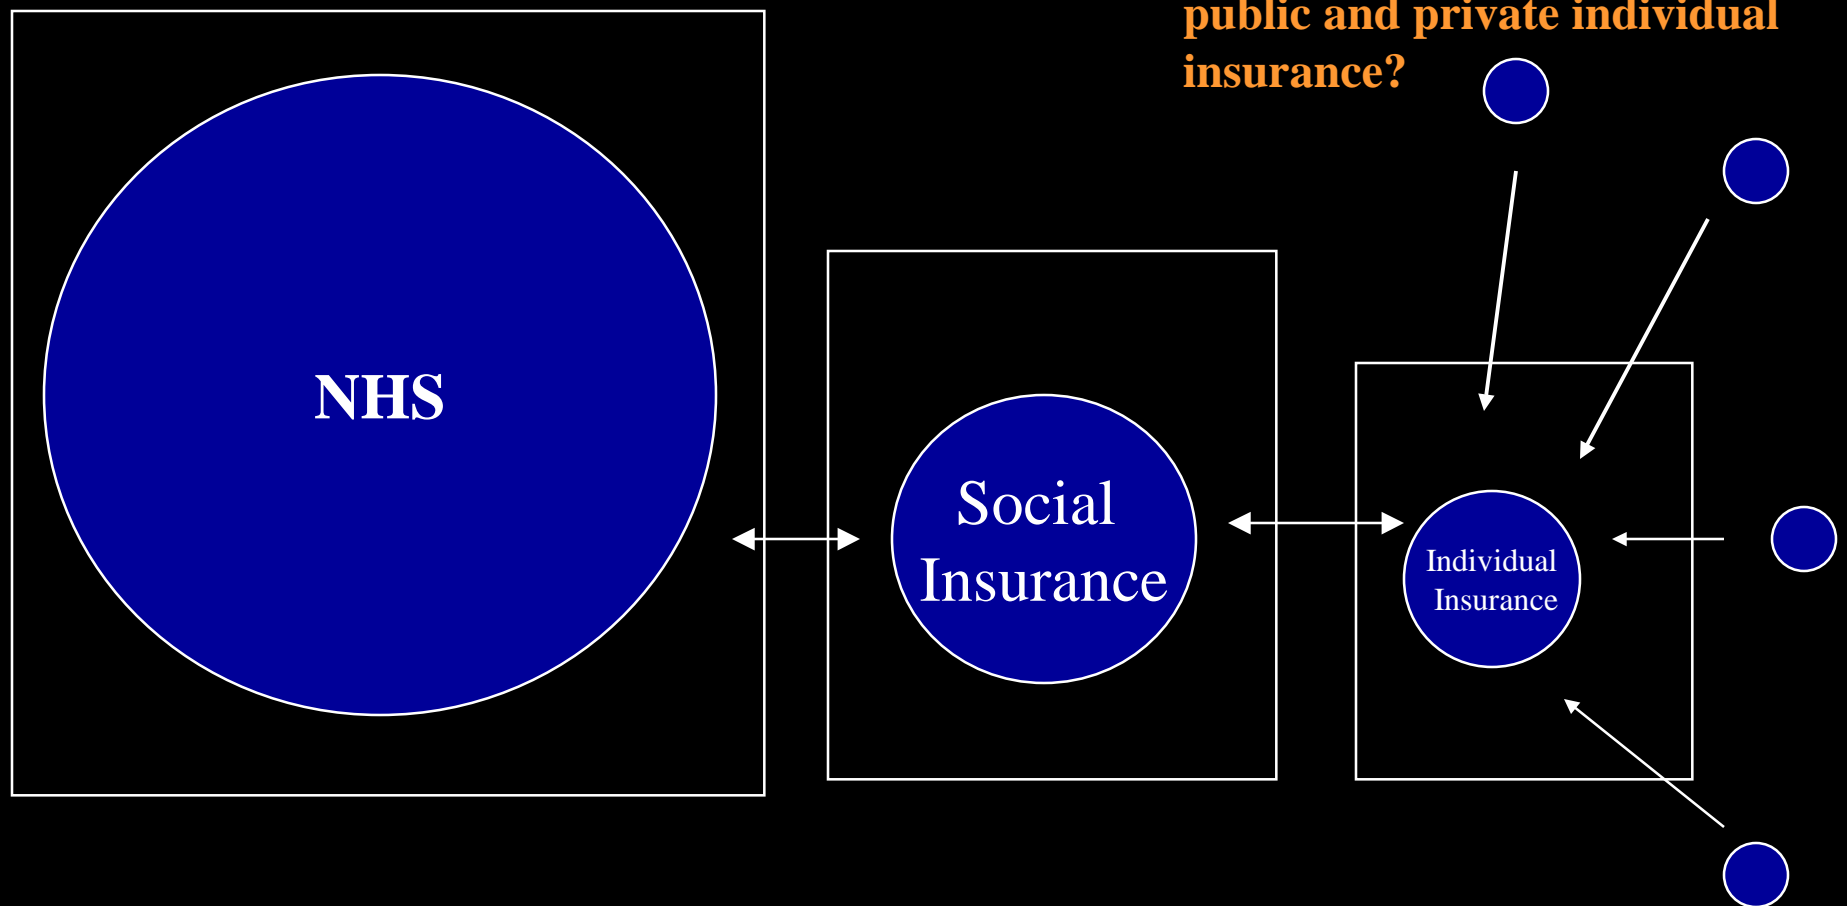 public and private individual
insurance?
NHS
Social
Insurance
Individual
Insurance